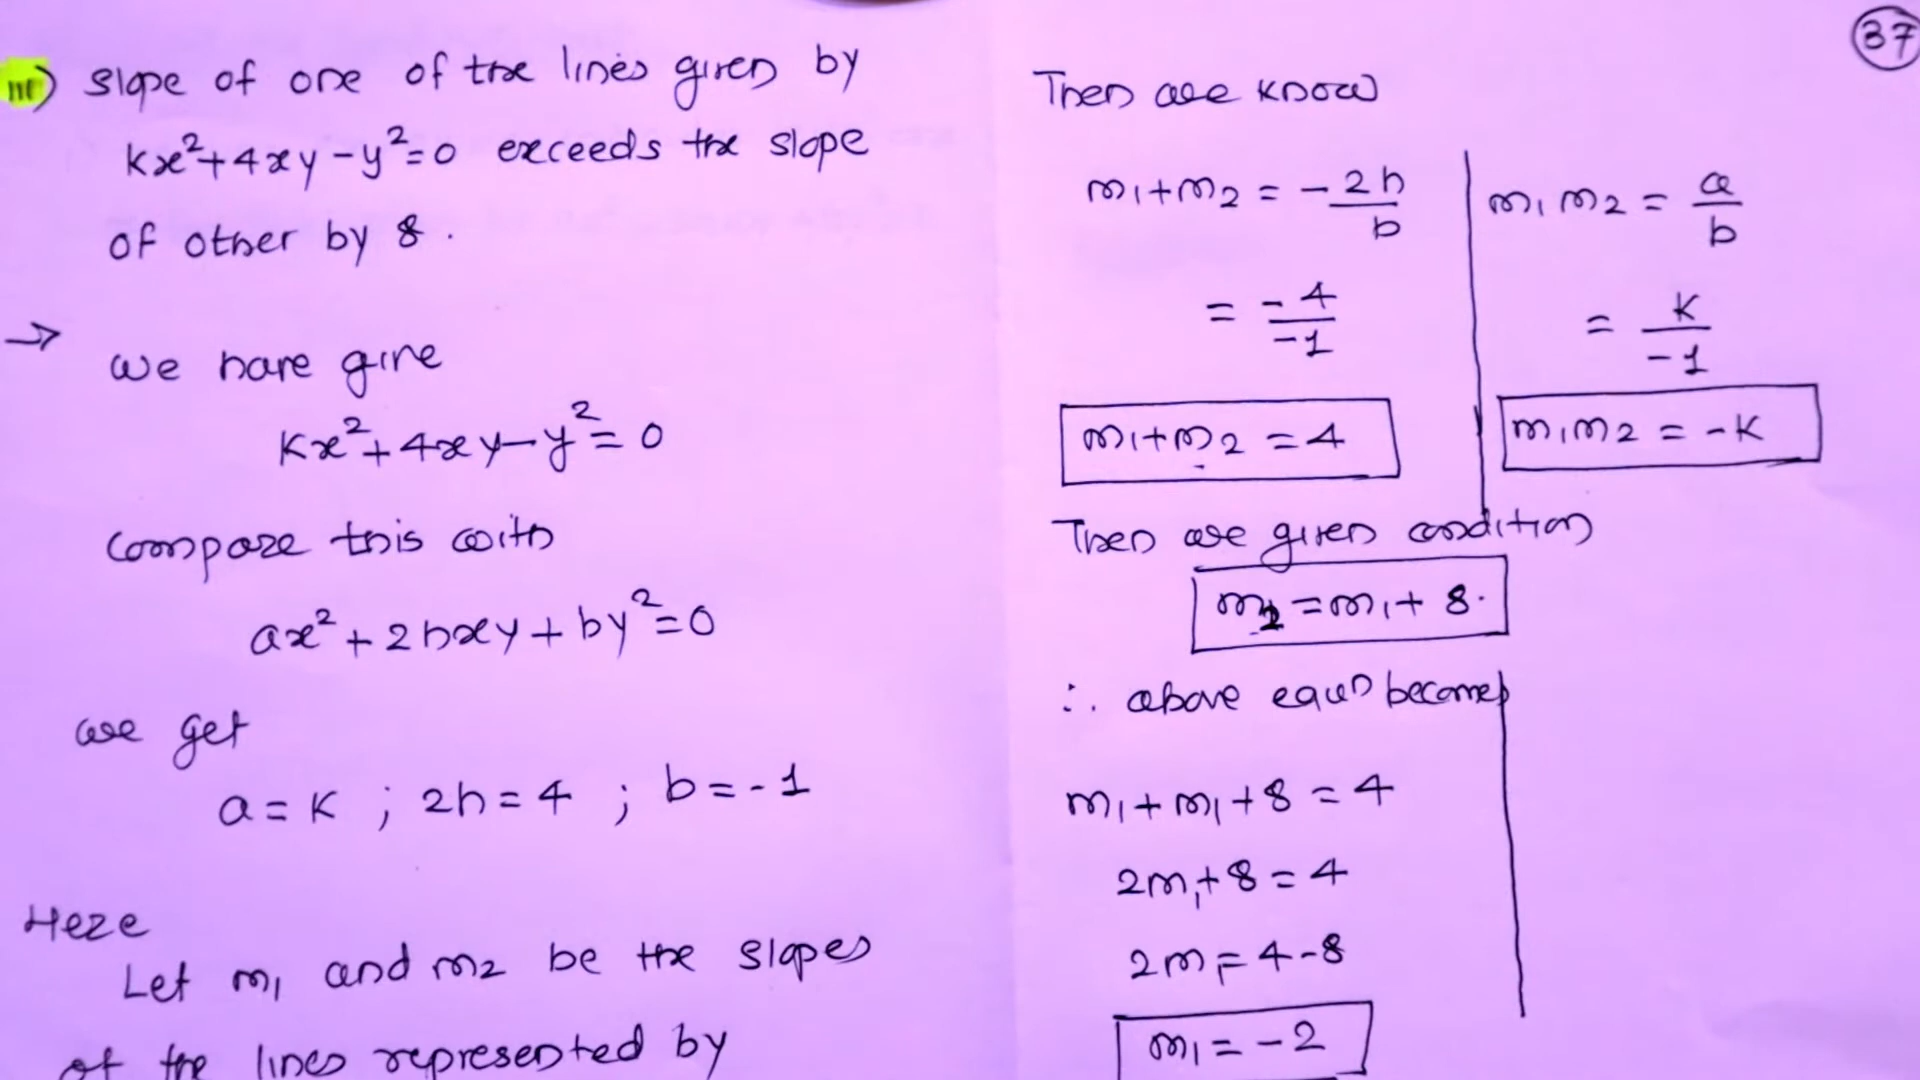 37
iii) slope of one of the lines given by
kx²+4xy-y²=0 exceeds the slope
of other by 8.
→ we have give
kx²+4xy-y²=0
compare this with
ax²+2hxy+by²=0
we get
a=k ; 2h=4 ; b=-1
Here
Let m₁ and m₂ be the slopes
of the lines represented by
Then we know
m₁+m₂ = -2h/b
= -4/-1
m₁+m₂ = 4
m₁m₂ = a/b
= k/-1
m₁m₂ = -k
Then we given condition
m₂=m₁+8.
∴ above equn becomes
m₁+m₁+8=4
2m₁+8=4
2m₁=4-8
m₁=-2